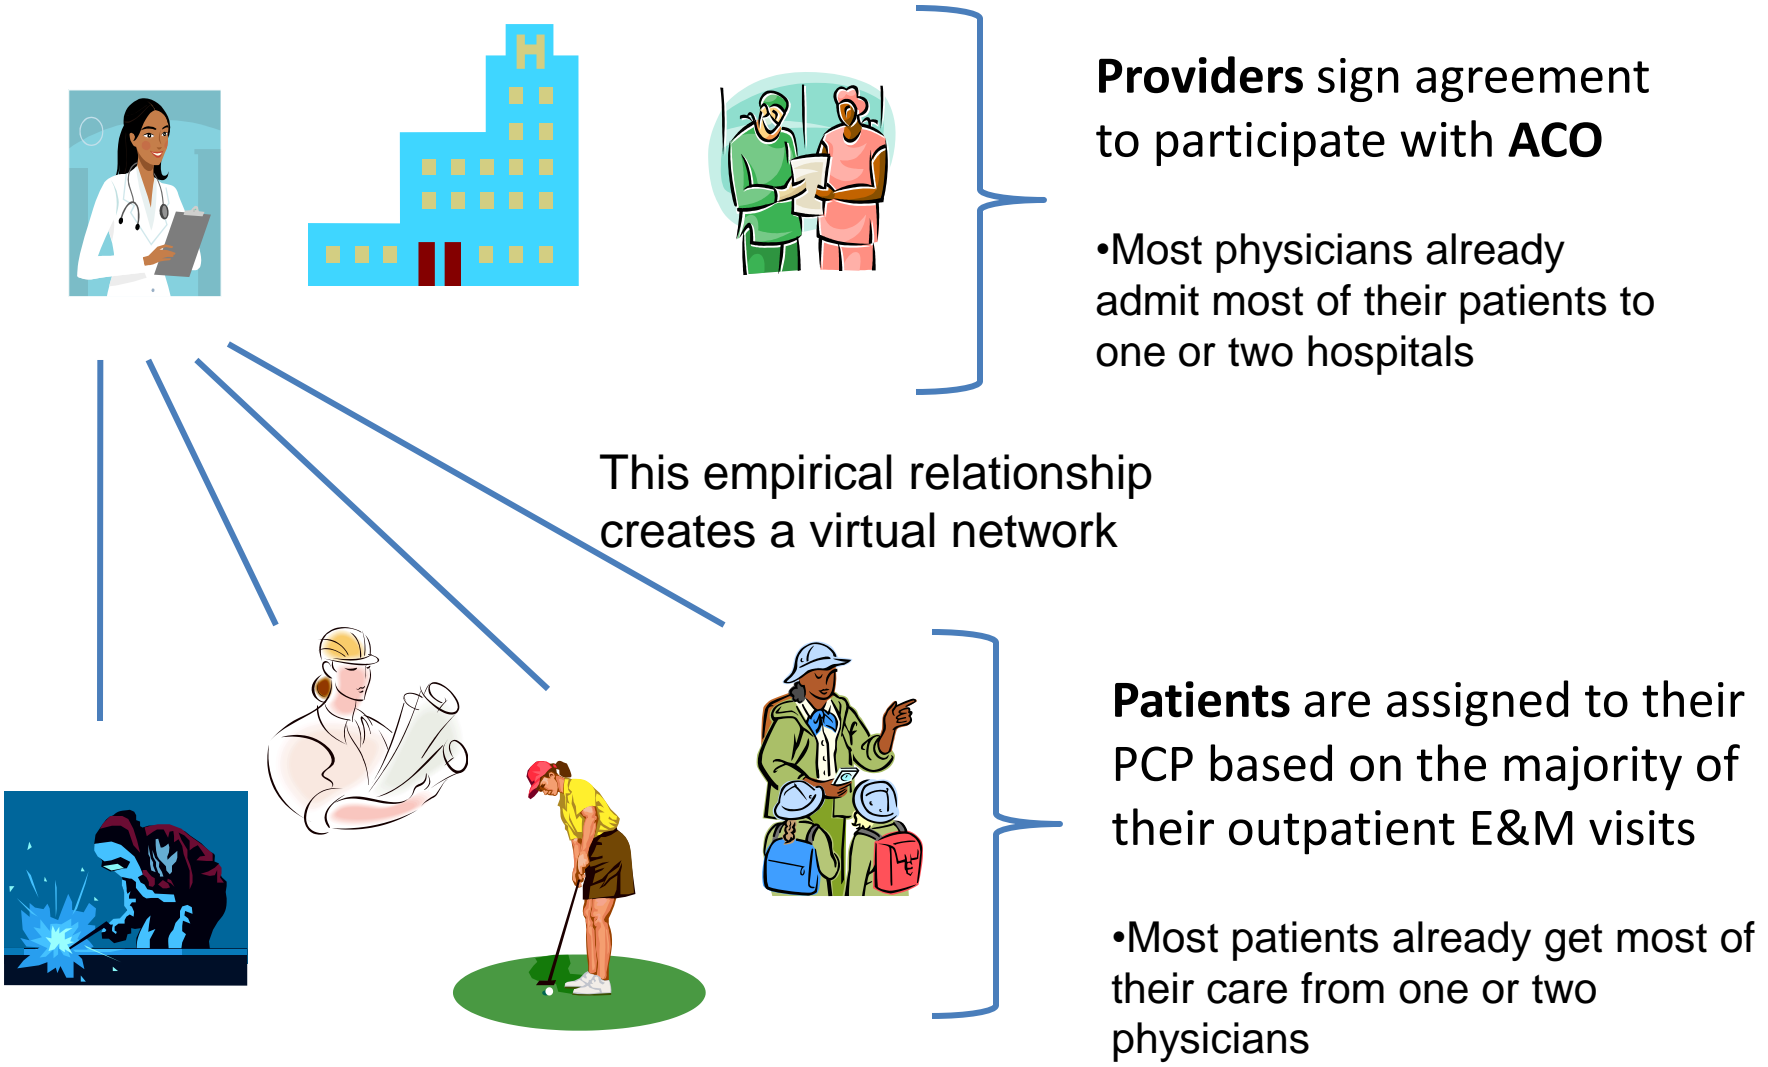 H
Providers sign agreement
to participate with ACO
•Most physicians already
admit most of their patients to
one or two hospitals
This empirical relationship
creates a virtual network
Patients are assigned to their
PCP based on the majority of
their outpatient E&M visits
•Most patients already get most of
their care from one or two
physicians